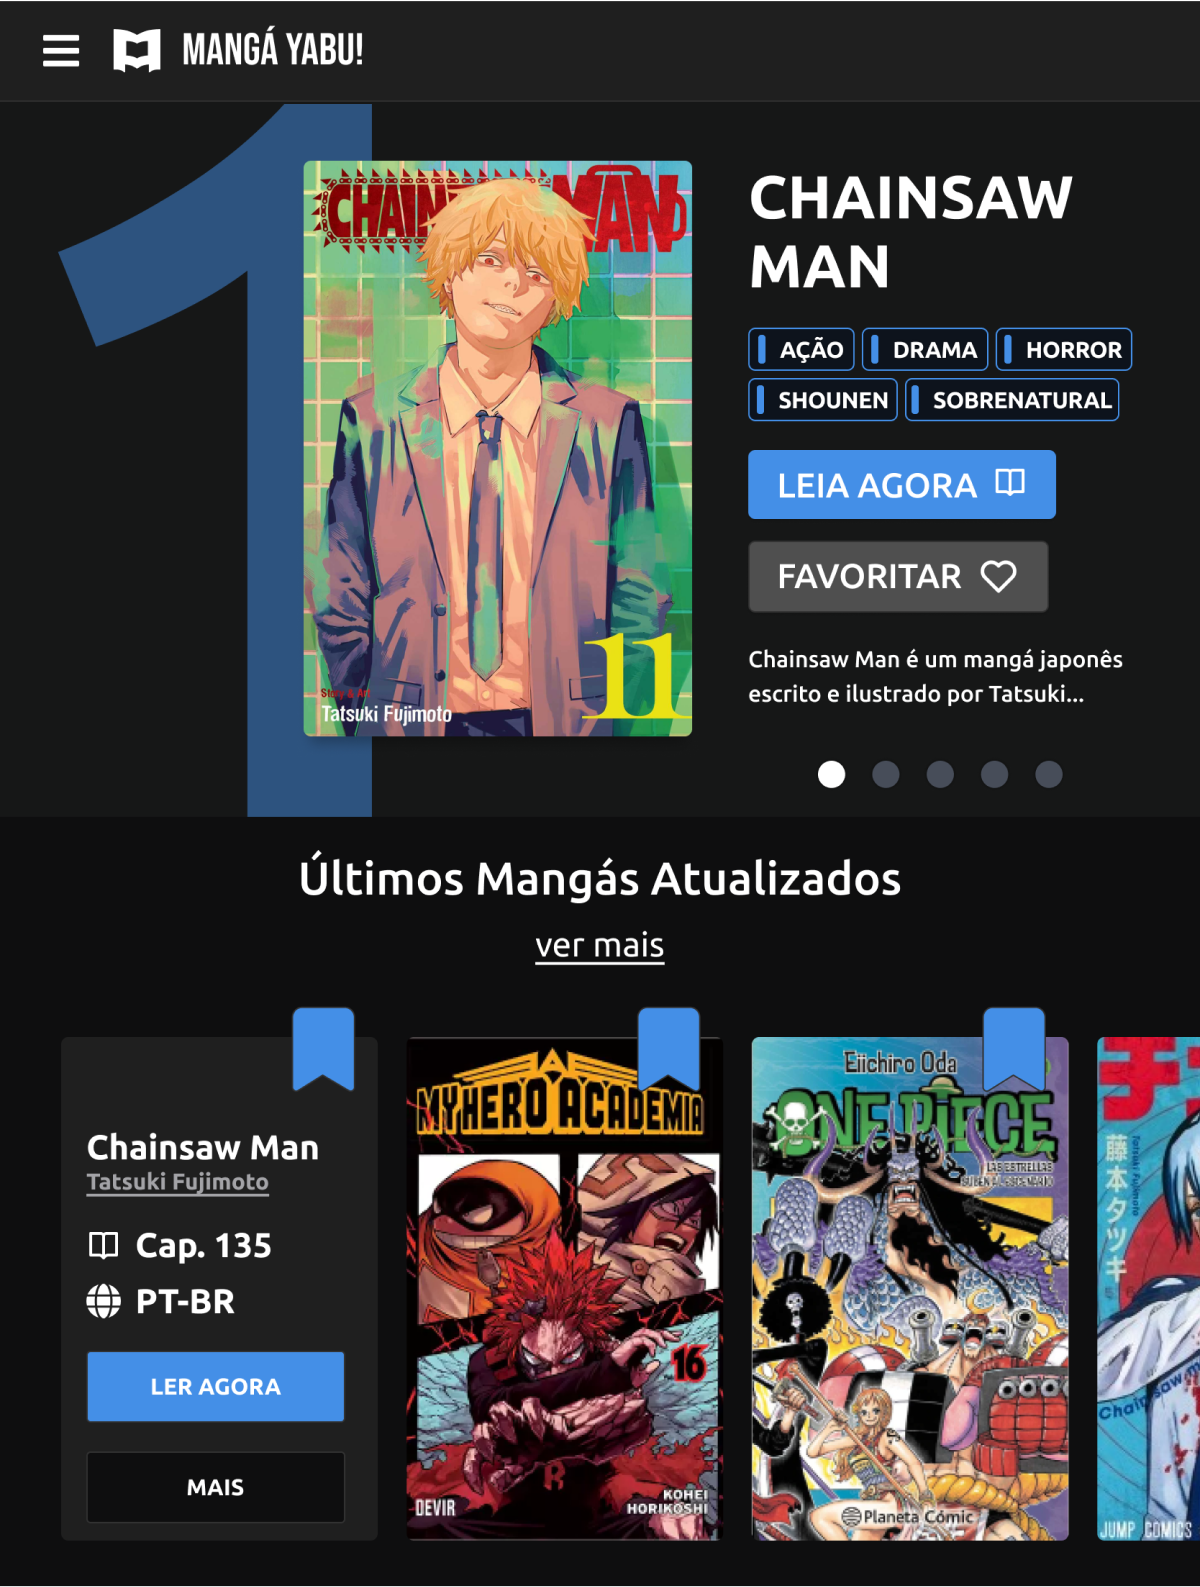 MANGÁ YABU!
1
CHAINSAW MAN
Story & Art
Tatsuki Fujimoto
11
CHAINSAW
MAN
AÇÃO
DRAMA
HORROR
SHOUNEN
SOBRENATURAL
LEIA AGORA
FAVORITAR
Chainsaw Man é um mangá japonês
escrito e ilustrado por Tatsuki...
Últimos Mangás Atualizados
ver mais
Chainsaw Man
Tatsuki Fujimoto
Cap. 135
PT-BR
LER AGORA
MAIS
MY HERO ACADEMIA
16
R
DEVIR
KOHEI
HORIKOSHI
Eiichiro Oda
ONE PIECE
LAS ESTRELLAS
Planeta Cómic
チ
藤本タツキ
Tatsuki Fujimoto
Chainsaw
JUMP COMICS